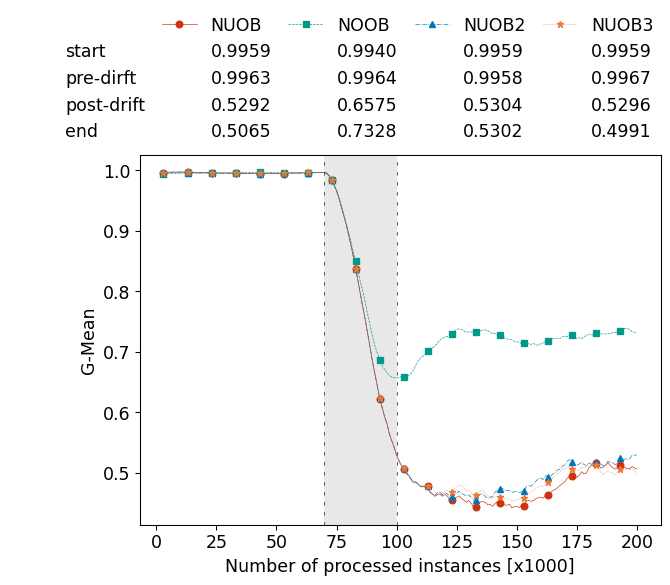 NUOB NOOB NUOB2 NUOB3
start 0.9959 0.9940 0.9959 0.9959
pre-dirft 0.9963 0.9964 0.9958 0.9967
post-drift 0.5292 0.6575 0.5304 0.5296
end 0.5065 0.7328 0.5302 0.4991
1.0
0.9
0.8
0.7
0.6
0.5
G-Mean
0 25 50 75 100 125 150 175 200
Number of processed instances [x1000]